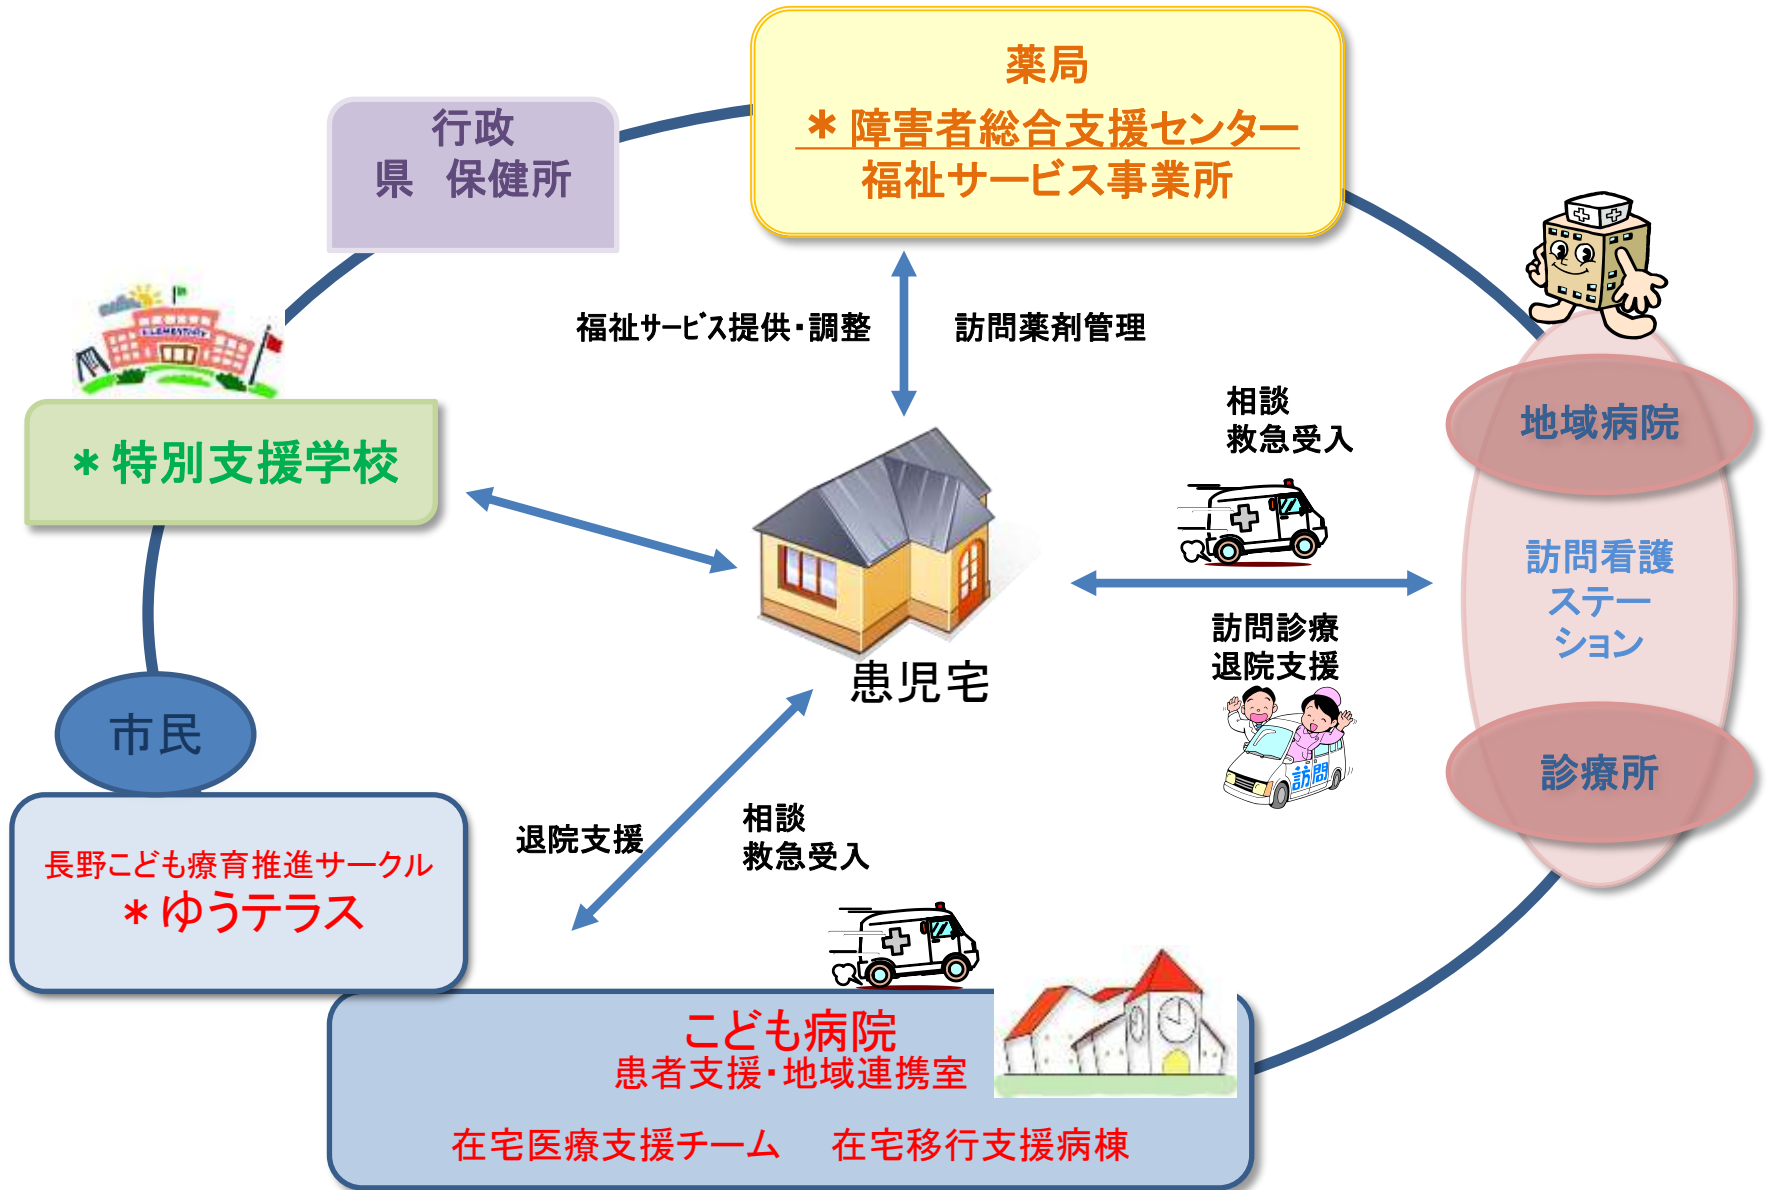 薬局
＊障害者総合支援センター
福祉サービス事業所
行政
県　保健所
ELEMENTARY
＊特別支援学校
福祉サービス提供・調整
訪問薬剤管理
相談
救急受入
地域病院
訪問看護
ステー
ション
訪問診療
退院支援
訪問
診療所
患児宅
市民
長野こども療育推進サークル
＊ゆうテラス
退院支援
相談
救急受入
こども病院
患者支援・地域連携室
在宅医療支援チーム　在宅移行支援病棟